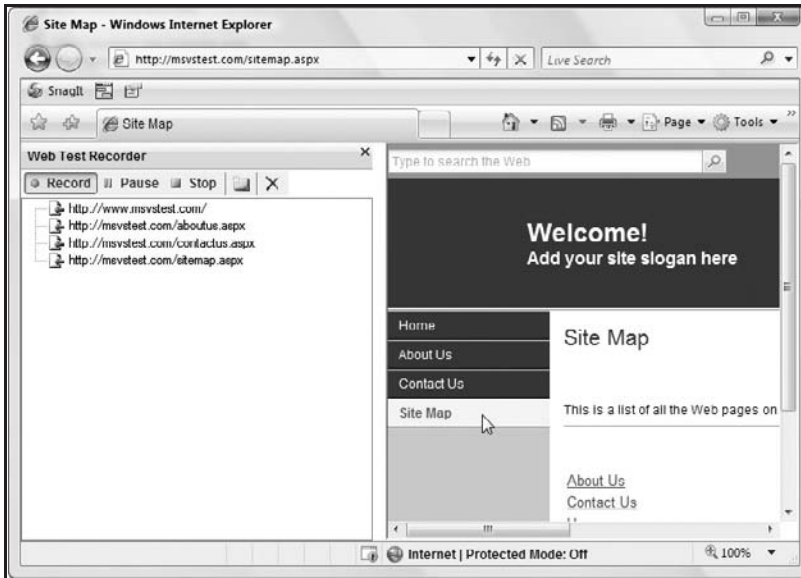 Site Map - Windows Internet Explorer
http://msvstest.com/sitemap.aspx
Live Search
SnagIt
Site Map
Page
Tools
Web Test Recorder
Record
Pause
Stop
http://www.msvstest.com/
http://msvstest.com/aboutus.aspx
http://msvstest.com/contactus.aspx
http://msvstest.com/sitemap.aspx
Type to search the Web
Welcome!
Add your site slogan here
Home
About Us
Contact Us
Site Map
Site Map
This is a list of all the Web pages on
About Us
Contact Us
Internet | Protected Mode: Off
100%